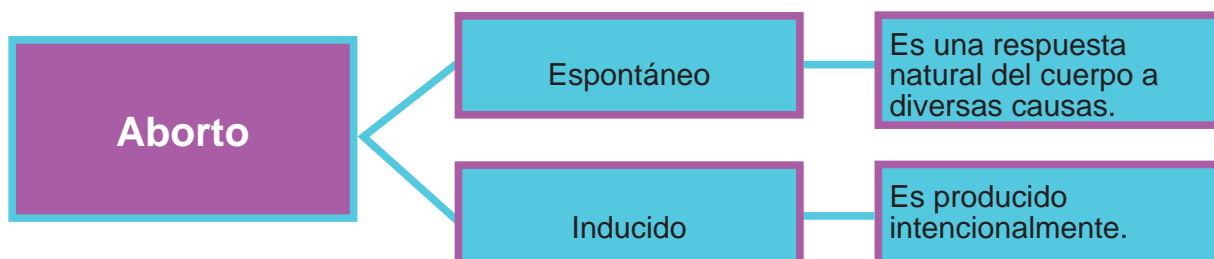 Aborto
Espontáneo
Es una respuesta
natural del cuerpo a
diversas causas.
Inducido
Es producido
intencionalmente.